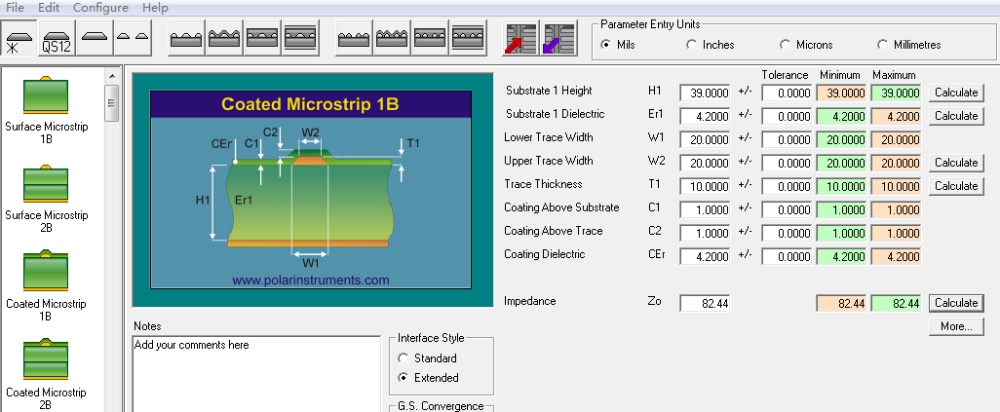 File Edit Configure Help
QS12
Parameter Entry Units
Mils Inches Microns Millimetres
Surface Microstrip
1B
Surface Microstrip
2B
Coated Microstrip
1B
Coated Microstrip
2B
Coated Microstrip 1B
CEr C1 C2 W2 T1
H1 Er1
W1
www.polarinstruments.com
Notes
Add your comments here
Interface Style
Standard
Extended
G.S. Convergence
Tolerance Minimum Maximum
Substrate 1 Height H1 39.0000 +/- 0.0000 39.0000 39.0000 Calculate
Substrate 1 Dielectric Er1 4.2000 +/- 0.0000 4.2000 4.2000 Calculate
Lower Trace Width W1 20.0000 +/- 0.0000 20.0000 20.0000
Upper Trace Width W2 20.0000 +/- 0.0000 20.0000 20.0000 Calculate
Trace Thickness T1 10.0000 +/- 0.0000 10.0000 10.0000 Calculate
Coating Above Substrate C1 1.0000 +/- 0.0000 1.0000 1.0000
Coating Above Trace C2 1.0000 +/- 0.0000 1.0000 1.0000
Coating Dielectric CEr 4.2000 +/- 0.0000 4.2000 4.2000
Impedance Zo 82.44 82.44 82.44 Calculate
More...